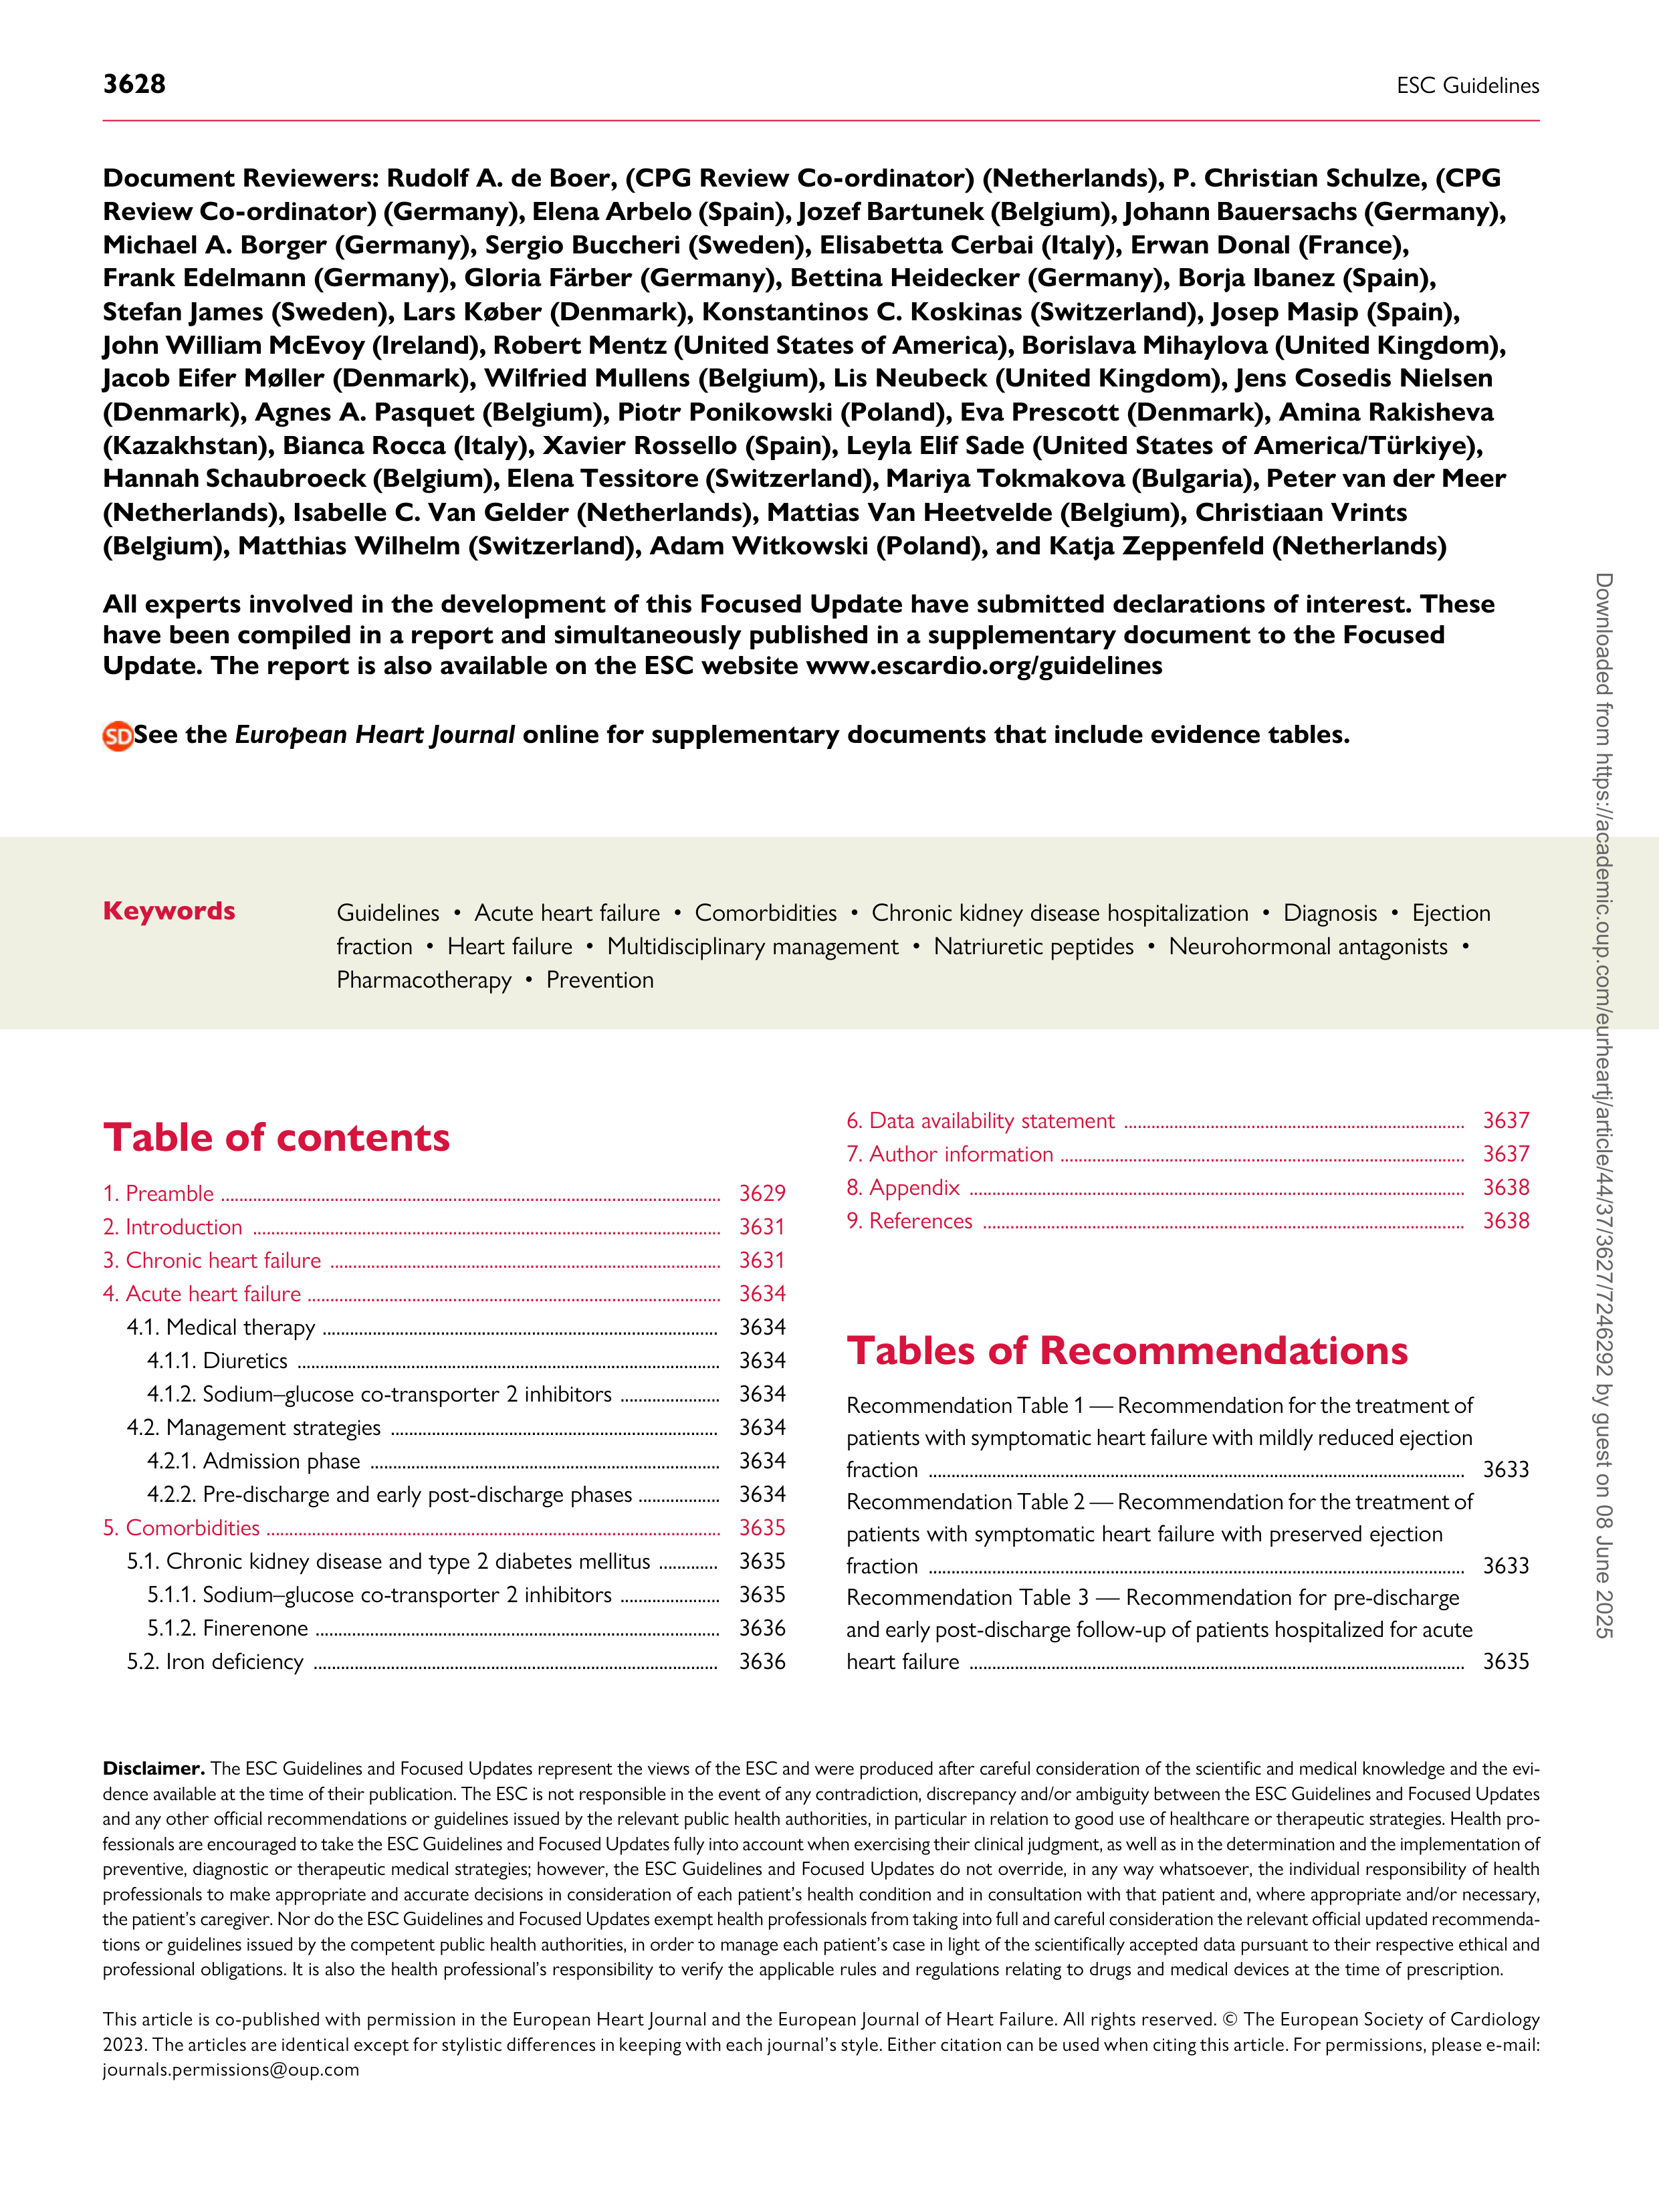 3628
ESC Guidelines
Document Reviewers: Rudolf A. de Boer, (CPG Review Co-ordinator) (Netherlands), P. Christian Schulze, (CPG
Review Co-ordinator) (Germany), Elena Arbelo (Spain), Jozef Bartunek (Belgium), Johann Bauersachs (Germany),
Michael A. Borger (Germany), Sergio Buccheri (Sweden), Elisabetta Cerbai (Italy), Erwan Donal (France),
Frank Edelmann (Germany), Gloria Färber (Germany), Bettina Heidecker (Germany), Borja Ibanez (Spain),
Stefan James (Sweden), Lars Køber (Denmark), Konstantinos C. Koskinas (Switzerland), Josep Masip (Spain),
John William McEvoy (Ireland), Robert Mentz (United States of America), Borislava Mihaylova (United Kingdom),
Jacob Eifer Møller (Denmark), Wilfried Mullens (Belgium), Lis Neubeck (United Kingdom), Jens Cosedis Nielsen
(Denmark), Agnes A. Pasquet (Belgium), Piotr Ponikowski (Poland), Eva Prescott (Denmark), Amina Rakisheva
(Kazakhstan), Bianca Rocca (Italy), Xavier Rossello (Spain), Leyla Elif Sade (United States of America/Türkiye),
Hannah Schaubroeck (Belgium), Elena Tessitore (Switzerland), Mariya Tokmakova (Bulgaria), Peter van der Meer
(Netherlands), Isabelle C. Van Gelder (Netherlands), Mattias Van Heetvelde (Belgium), Christiaan Vrints
(Belgium), Matthias Wilhelm (Switzerland), Adam Witkowski (Poland), and Katja Zeppenfeld (Netherlands)
All experts involved in the development of this Focused Update have submitted declarations of interest. These
have been compiled in a report and simultaneously published in a supplementary document to the Focused
Update. The report is also available on the ESC website www.escardio.org/guidelines
SD See the European Heart Journal online for supplementary documents that include evidence tables.
Keywords
Guidelines • Acute heart failure • Comorbidities • Chronic kidney disease hospitalization • Diagnosis • Ejection
fraction • Heart failure • Multidisciplinary management • Natriuretic peptides • Neurohormonal antagonists •
Pharmacotherapy • Prevention
Table of contents
1. Preamble ........ 3629
2. Introduction ........ 3631
3. Chronic heart failure ........ 3631
4. Acute heart failure ........ 3634
4.1. Medical therapy ........ 3634
4.1.1. Diuretics ........ 3634
4.1.2. Sodium–glucose co-transporter 2 inhibitors ........ 3634
4.2. Management strategies ........ 3634
4.2.1. Admission phase ........ 3634
4.2.2. Pre-discharge and early post-discharge phases ........ 3634
5. Comorbidities ........ 3635
5.1. Chronic kidney disease and type 2 diabetes mellitus ........ 3635
5.1.1. Sodium–glucose co-transporter 2 inhibitors ........ 3635
5.1.2. Finerenone ........ 3636
5.2. Iron deficiency ........ 3636
6. Data availability statement ........ 3637
7. Author information ........ 3637
8. Appendix ........ 3638
9. References ........ 3638
Tables of Recommendations
Recommendation Table 1 — Recommendation for the treatment of
patients with symptomatic heart failure with mildly reduced ejection
fraction ........ 3633
Recommendation Table 2 — Recommendation for the treatment of
patients with symptomatic heart failure with preserved ejection
fraction ........ 3633
Recommendation Table 3 — Recommendation for pre-discharge
and early post-discharge follow-up of patients hospitalized for acute
heart failure ........ 3635
Disclaimer. The ESC Guidelines and Focused Updates represent the views of the ESC and were produced after careful consideration of the scientific and medical knowledge and the evi-
dence available at the time of their publication. The ESC is not responsible in the event of any contradiction, discrepancy and/or ambiguity between the ESC Guidelines and Focused Updates
and any other official recommendations or guidelines issued by the relevant public health authorities, in particular in relation to good use of healthcare or therapeutic strategies. Health pro-
fessionals are encouraged to take the ESC Guidelines and Focused Updates fully into account when exercising their clinical judgment, as well as in the determination and the implementation of
preventive, diagnostic or therapeutic medical strategies; however, the ESC Guidelines and Focused Updates do not override, in any way whatsoever, the individual responsibility of health
professionals to make appropriate and accurate decisions in consideration of each patient's health condition and in consultation with that patient and, where appropriate and/or necessary,
the patient's caregiver. Nor do the ESC Guidelines and Focused Updates exempt health professionals from taking into full and careful consideration the relevant official updated recommenda-
tions or guidelines issued by the competent public health authorities, in order to manage each patient's case in light of the scientifically accepted data pursuant to their respective ethical and
professional obligations. It is also the health professional's responsibility to verify the applicable rules and regulations relating to drugs and medical devices at the time of prescription.
This article is co-published with permission in the European Heart Journal and the European Journal of Heart Failure. All rights reserved. © The European Society of Cardiology
2023. The articles are identical except for stylistic differences in keeping with each journal's style. Either citation can be used when citing this article. For permissions, please e-mail:
journals.permissions@oup.com
Downloaded from https://academic.oup.com/eurheartj/article/44/37/3627/7246292 by guest on 08 June 2025